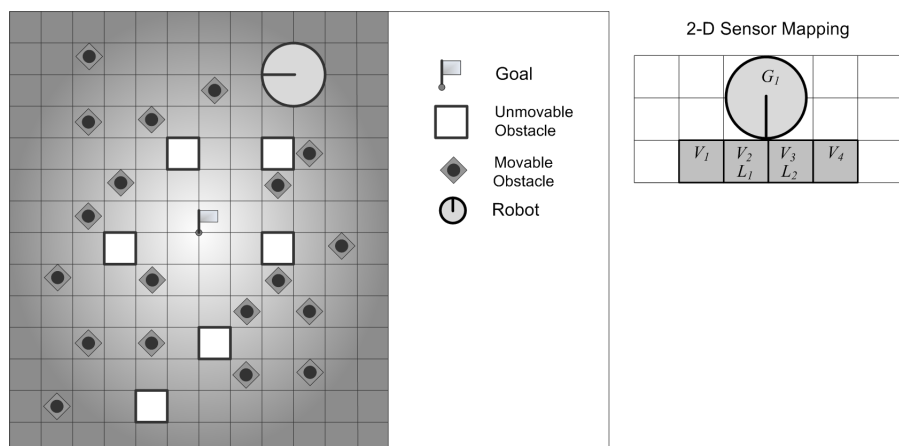 2-D Sensor Mapping
Goal
Unmovable
Obstacle
Movable
Obstacle
Robot
G1
V1 V2 V3 V4
L1 L2